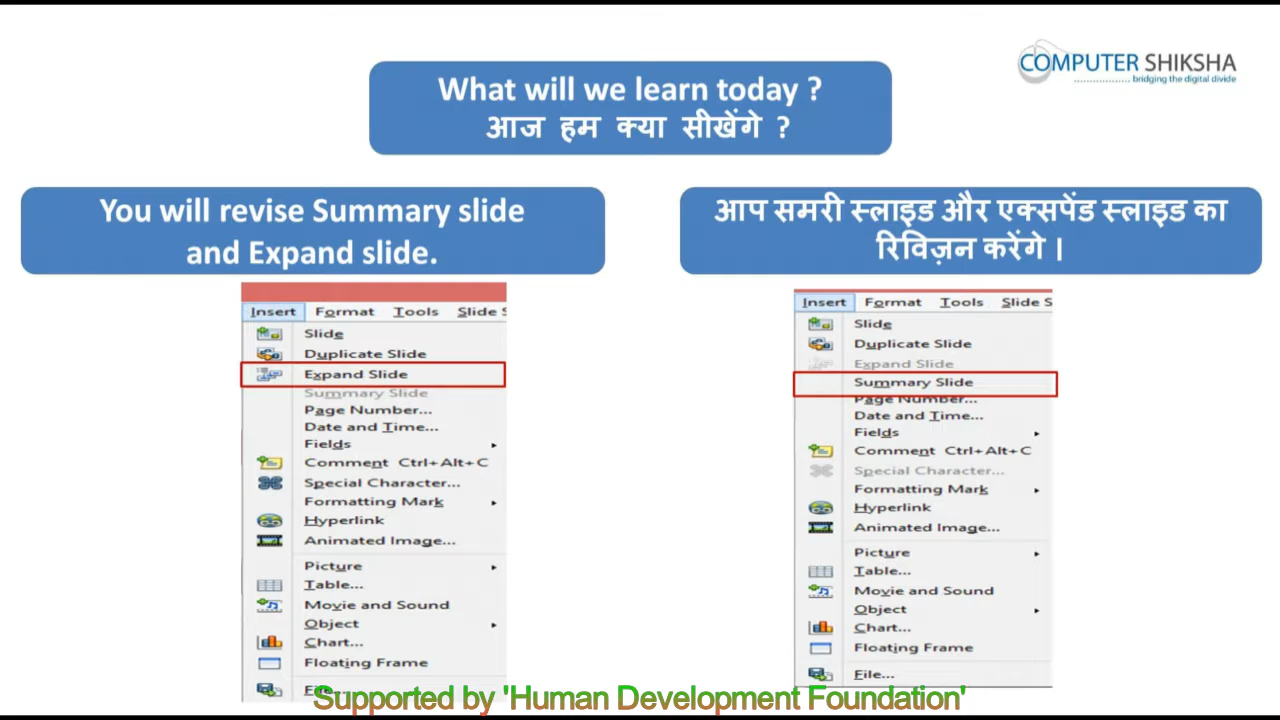 COMPUTER SHIKSHA
bridging the digital divide
What will we learn today ?
आज हम क्या सीखेंगे ?
You will revise Summary slide
and Expand slide.
आप समरी स्लाइड और एक्सपेंड स्लाइड का
रिविज़न करेंगे ।
Insert Format Tools Slide S
Slide
Duplicate Slide
Expand Slide
Summary Slide
Page Number...
Date and Time...
Fields
Comment Ctrl+Alt+C
Special Character...
Formatting Mark
Hyperlink
Animated Image...
Picture
Table...
Movie and Sound
Object
Chart...
Floating Frame
Insert Format Tools Slide S
Slide
Duplicate Slide
Expand Slide
Summary Slide
Page Number...
Date and Time...
Fields
Comment Ctrl+Alt+C
Special Character...
Formatting Mark
Hyperlink
Animated Image...
Picture
Table...
Movie and Sound
Object
Chart...
Floating Frame
File...
Supported by 'Human Development Foundation'